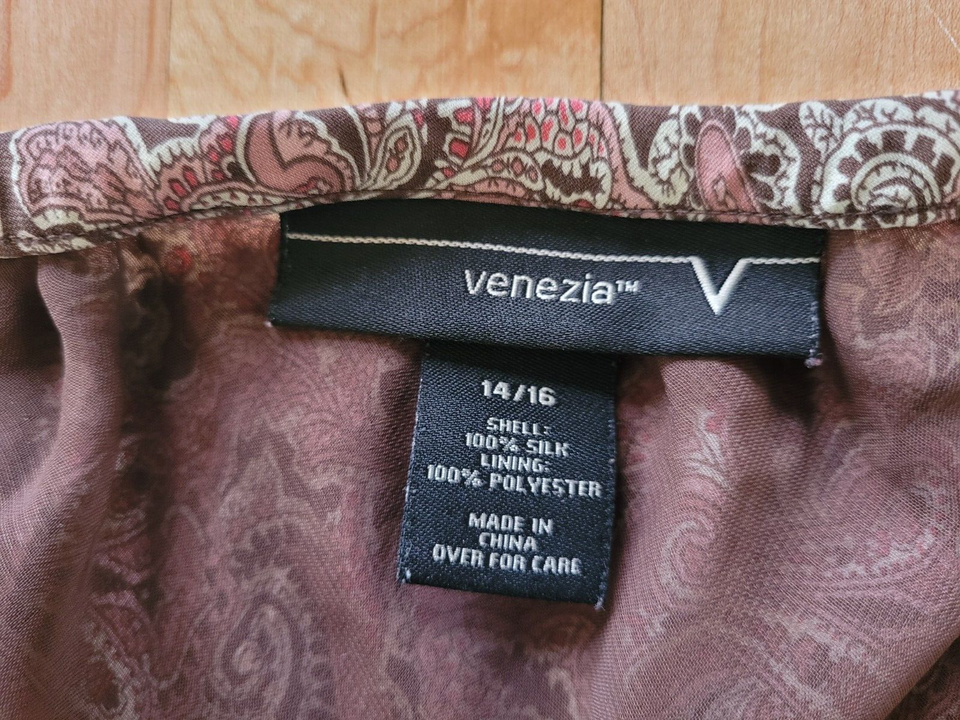 venezia™
14/16
SHELL:
100% SILK
LINING:
100% POLYESTER
MADE IN
CHINA
OVER FOR CARE